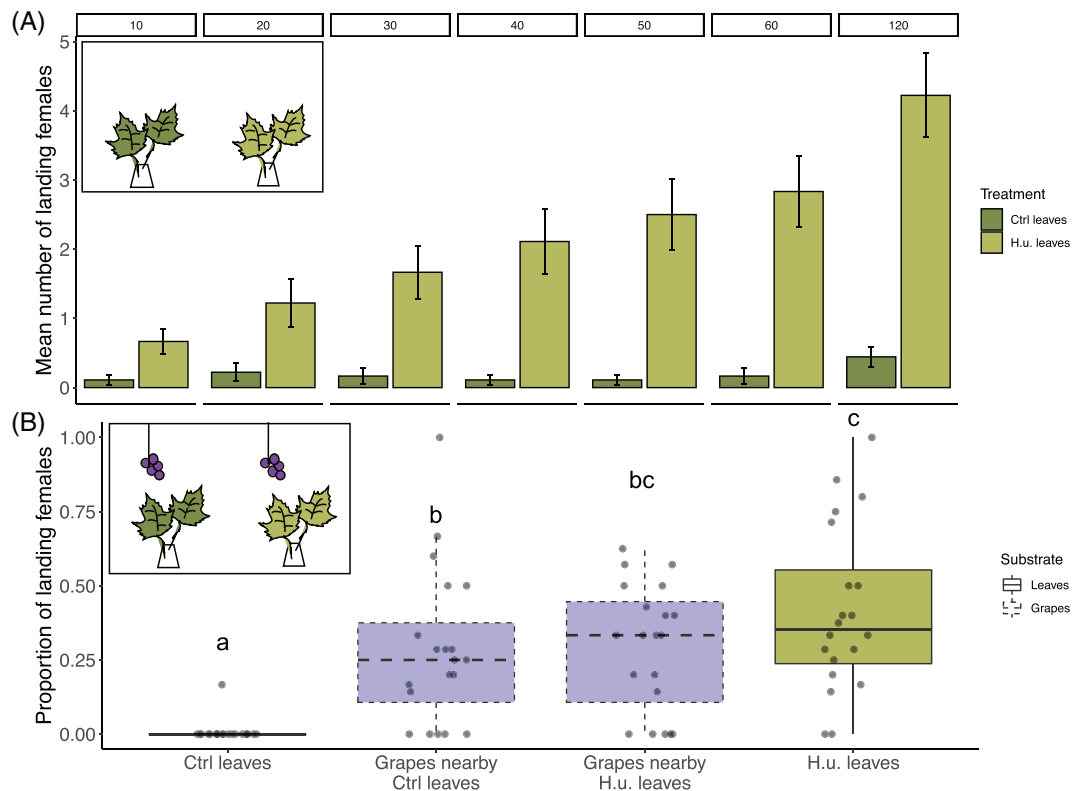 (A)
10 20 30 40 50 60 120
Mean number of landing females
5
4
3
2
1
0
Treatment
Ctrl leaves
H.u. leaves
(B)
Proportion of landing females
1.00
0.75
0.50
0.25
0.00
a
b
bc
c
Substrate
Leaves
Grapes
Ctrl leaves
Grapes nearby
Ctrl leaves
Grapes nearby
H.u. leaves
H.u. leaves